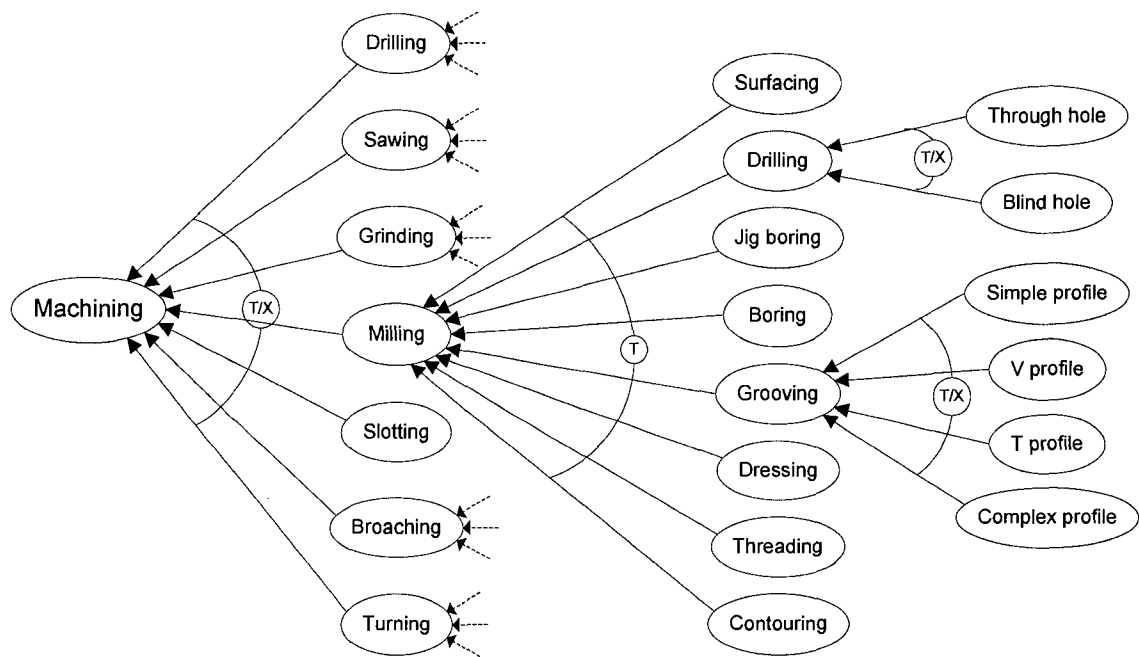 Machining
T/X
Drilling
Sawing
Grinding
Milling
Slotting
Broaching
Turning
T
Surfacing
Drilling
Jig boring
Boring
Grooving
Dressing
Threading
Contouring
T/X
Through hole
Blind hole
T/X
Simple profile
V profile
T profile
Complex profile